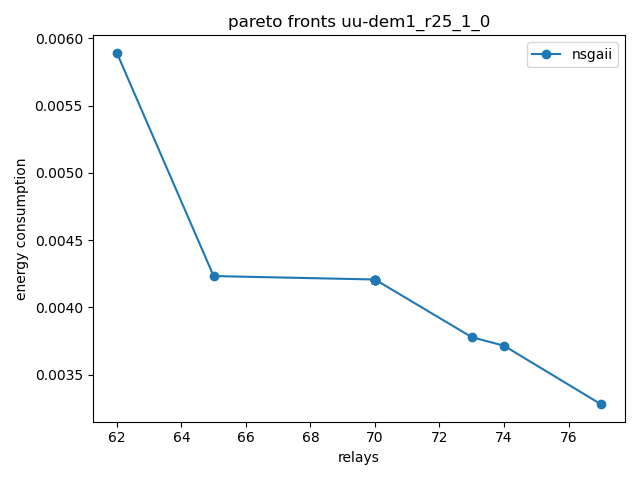 pareto fronts uu-dem1_r25_1_0
nsgaii
0.0060
0.0055
0.0050
0.0045
0.0040
0.0035
energy consumption
62 64 66 68 70 72 74 76
relays